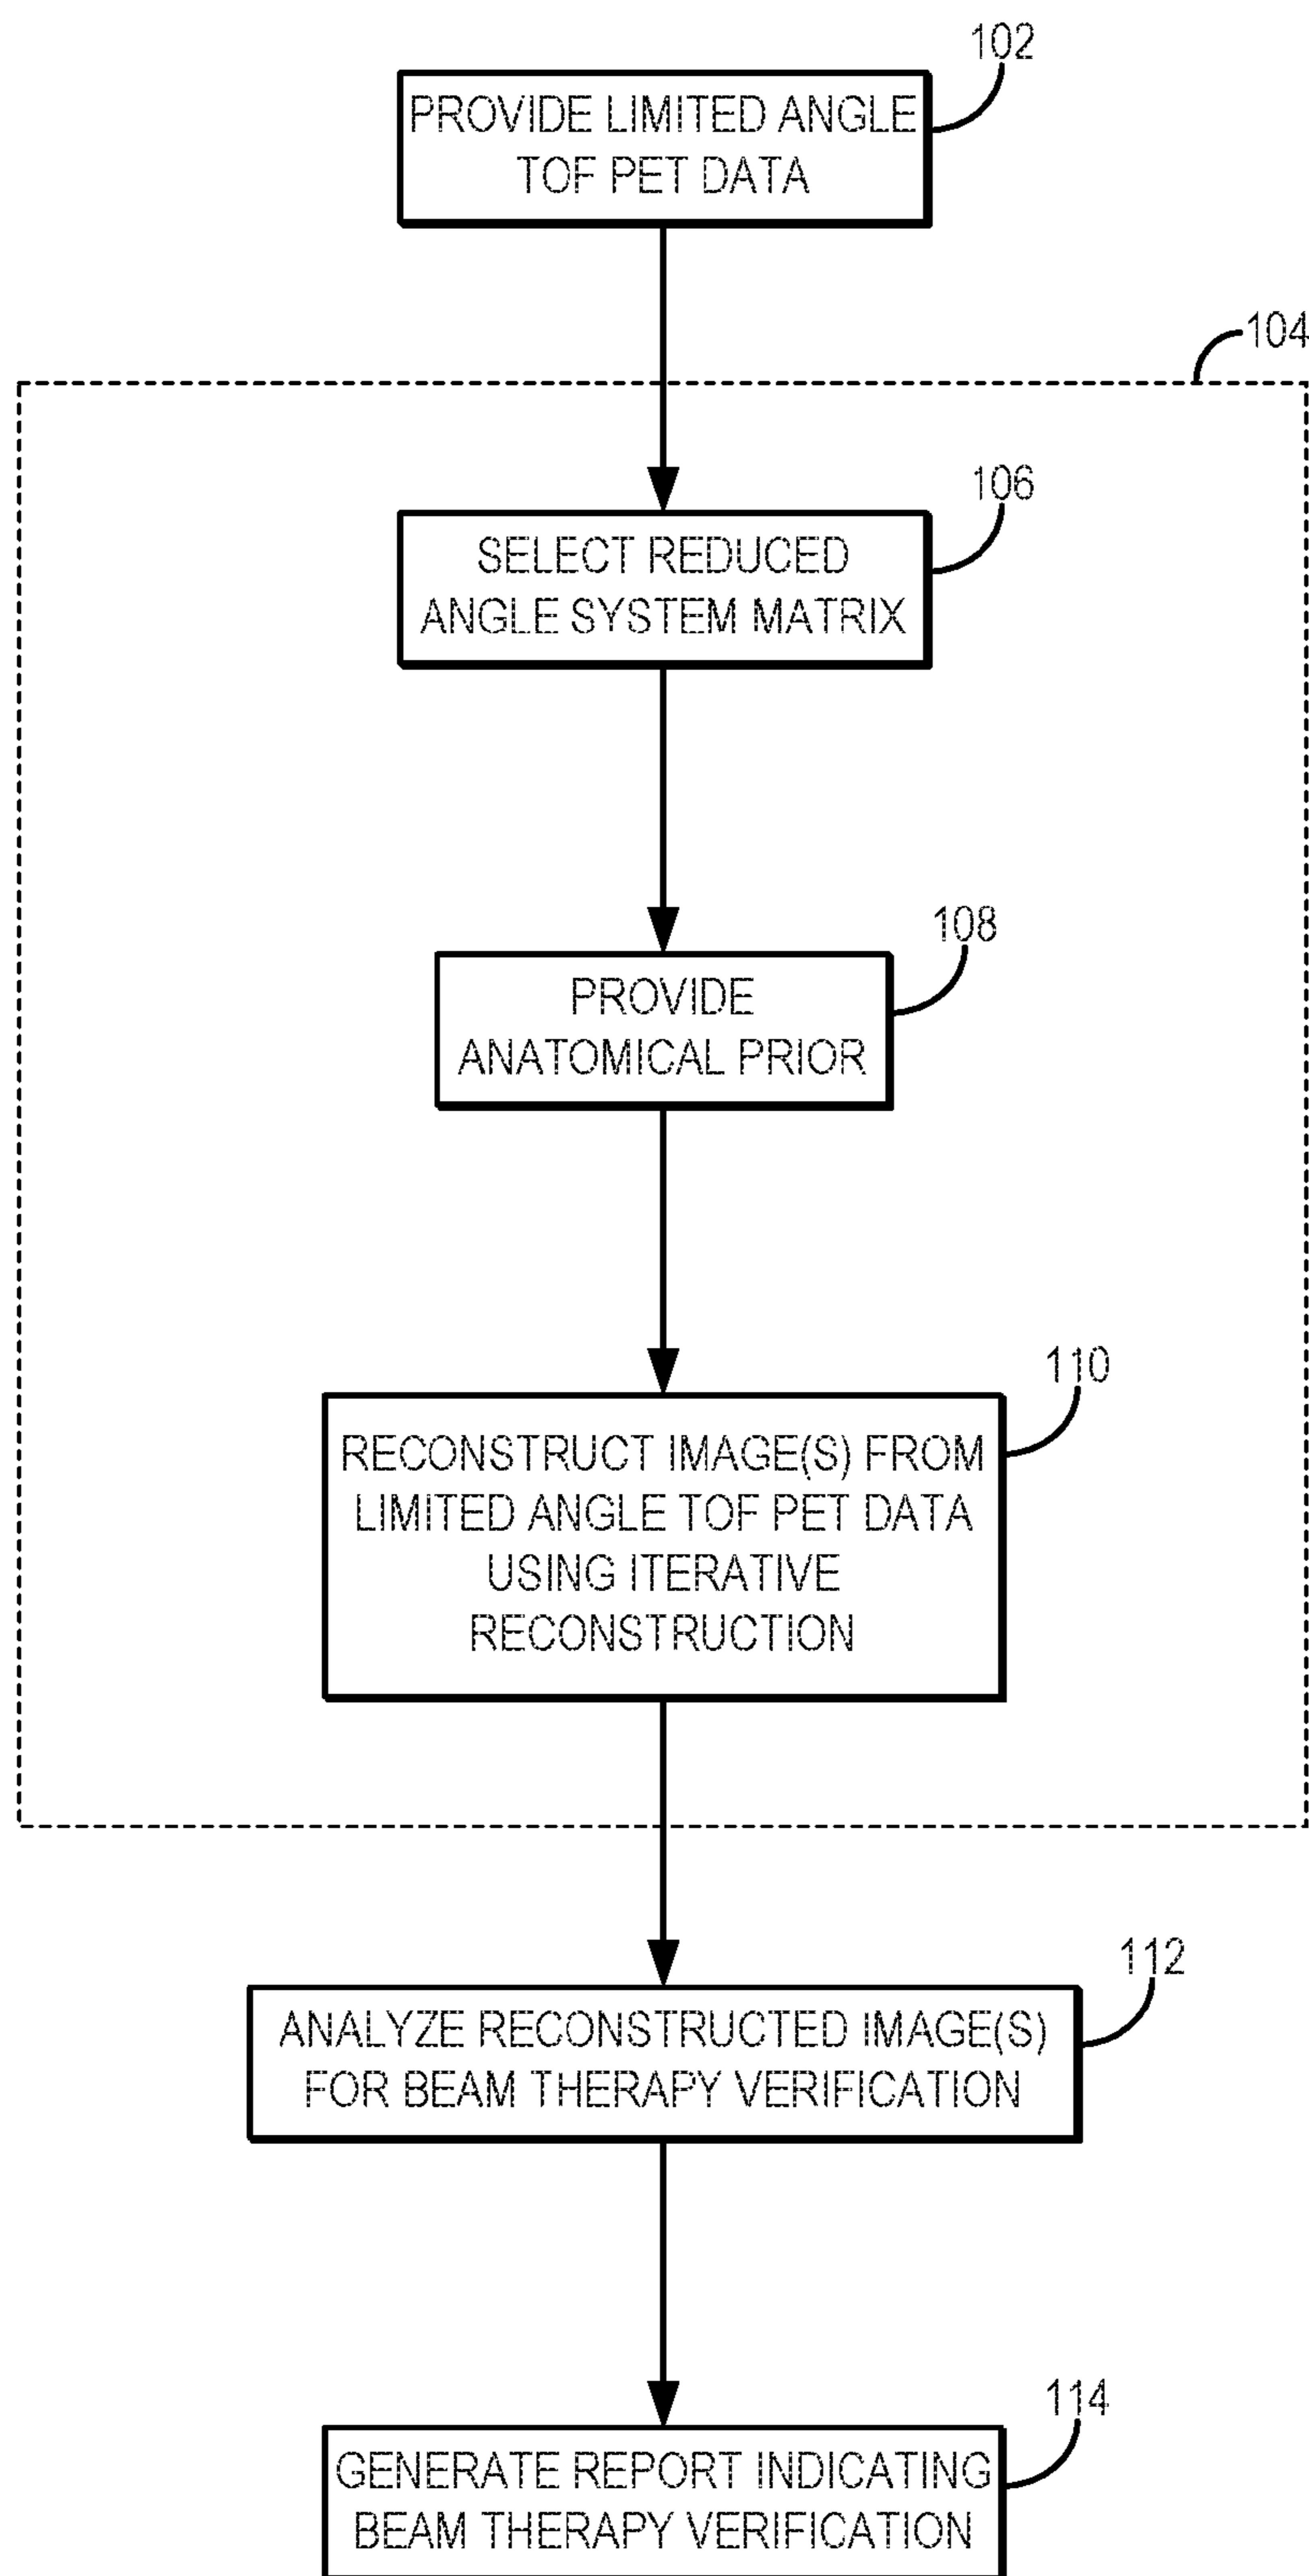 102
PROVIDE LIMITED ANGLE
TOF PET DATA
104
106
SELECT REDUCED
ANGLE SYSTEM MATRIX
108
PROVIDE
ANATOMICAL PRIOR
110
RECONSTRUCT IMAGE(S) FROM
LIMITED ANGLE TOF PET DATA
USING ITERATIVE
RECONSTRUCTION
112
ANALYZE RECONSTRUCTED IMAGE(S)
FOR BEAM THERAPY VERIFICATION
114
GENERATE REPORT INDICATING
BEAM THERAPY VERIFICATION